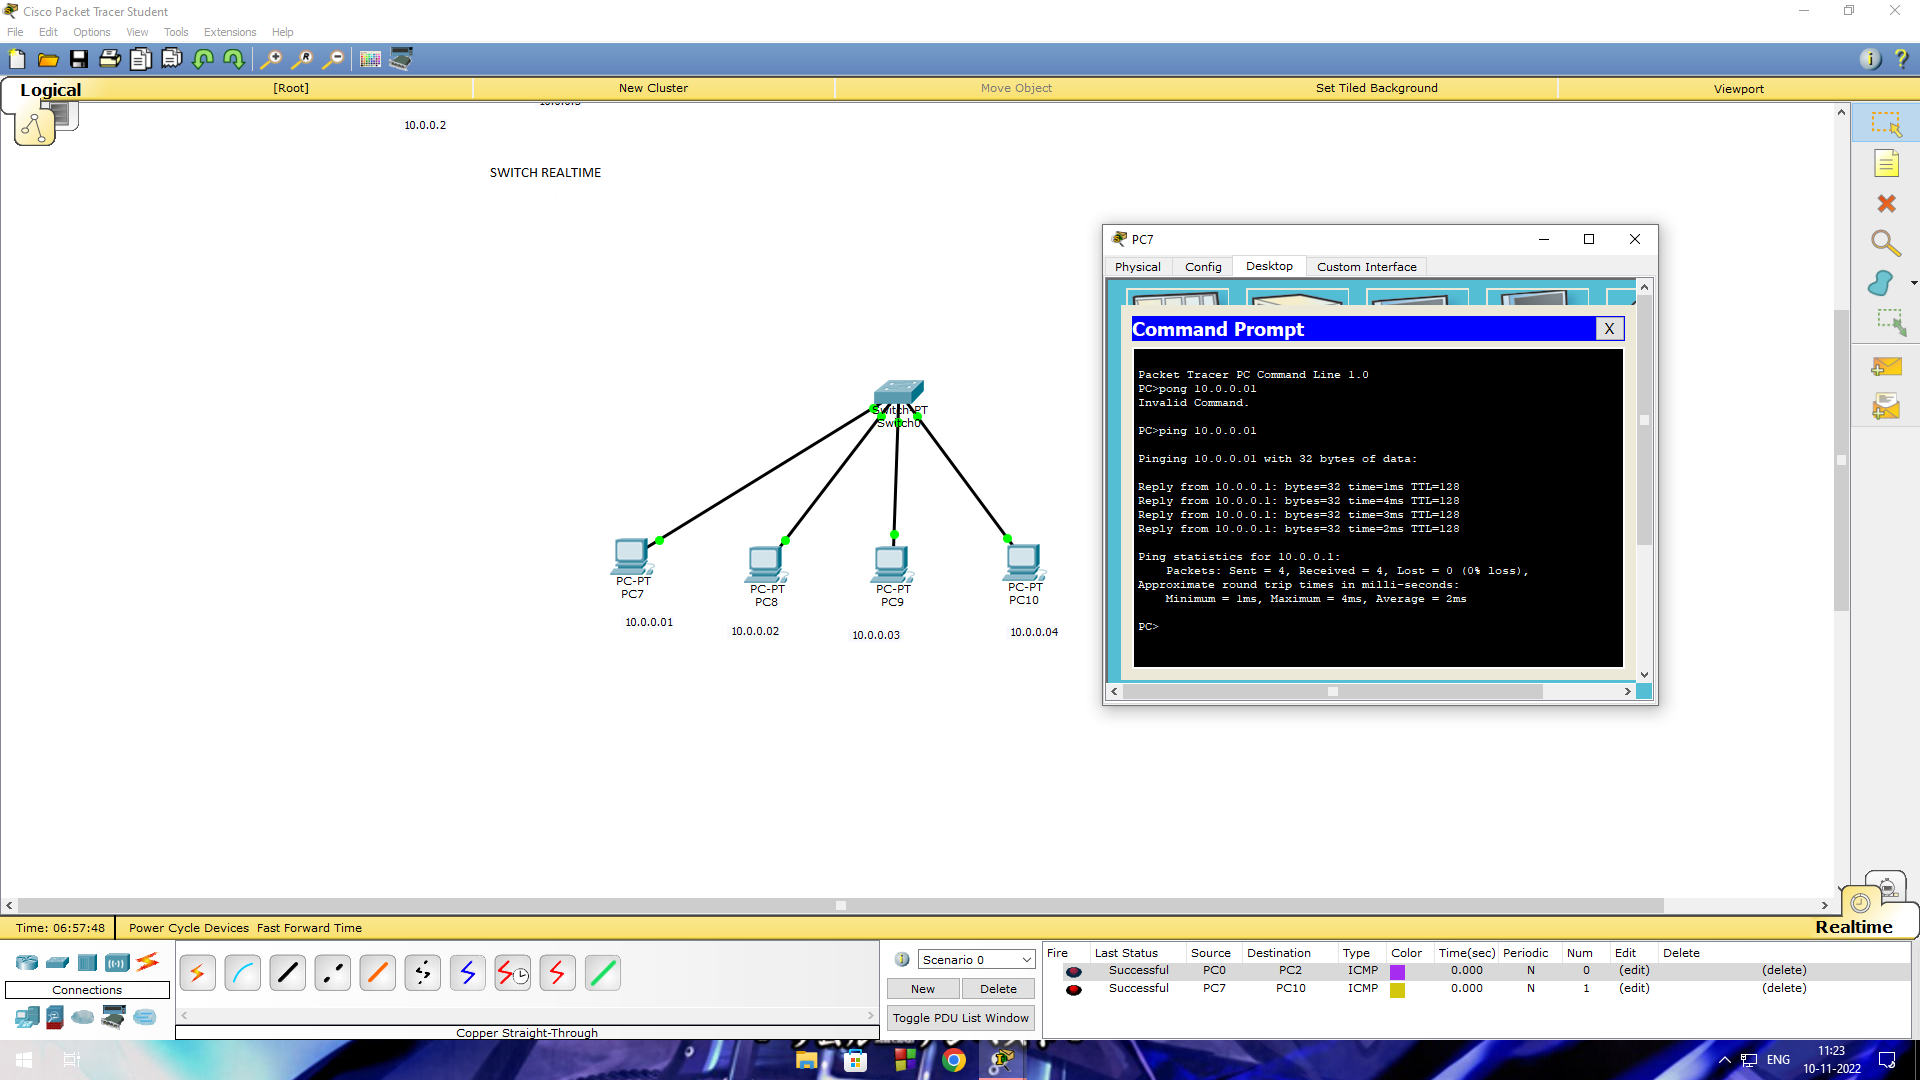 Cisco Packet Tracer Student
File Edit Options View Tools Extensions Help
Logical [Root] New Cluster Move Object Set Tiled Background Viewport
10.0.0.2
SWITCH REALTIME
Switch-PT
Switch0
PC-PT
PC7
10.0.0.01
PC-PT
PC8
10.0.0.02
PC-PT
PC9
10.0.0.03
PC-PT
PC10
10.0.0.04
PC7
Physical Config Desktop Custom Interface
Command Prompt X
Packet Tracer PC Command Line 1.0
PC>pong 10.0.0.01
Invalid Command.
PC>ping 10.0.0.01
Pinging 10.0.0.01 with 32 bytes of data:
Reply from 10.0.0.1: bytes=32 time=1ms TTL=128
Reply from 10.0.0.1: bytes=32 time=4ms TTL=128
Reply from 10.0.0.1: bytes=32 time=3ms TTL=128
Reply from 10.0.0.1: bytes=32 time=2ms TTL=128
Ping statistics for 10.0.0.1:
Packets: Sent = 4, Received = 4, Lost = 0 (0% loss),
Approximate round trip times in milli-seconds:
Minimum = 1ms, Maximum = 4ms, Average = 2ms
PC>
Time: 06:57:48 Power Cycle Devices Fast Forward Time
Realtime
Connections
Copper Straight-Through
Scenario 0
New Delete
Toggle PDU List Window
Fire Last Status Source Destination Type Color Time(sec) Periodic Num Edit Delete
Successful PC0 PC2 ICMP 0.000 N 0 (edit) (delete)
Successful PC7 PC10 ICMP 0.000 N 1 (edit) (delete)
ENG
11:23
10-11-2022